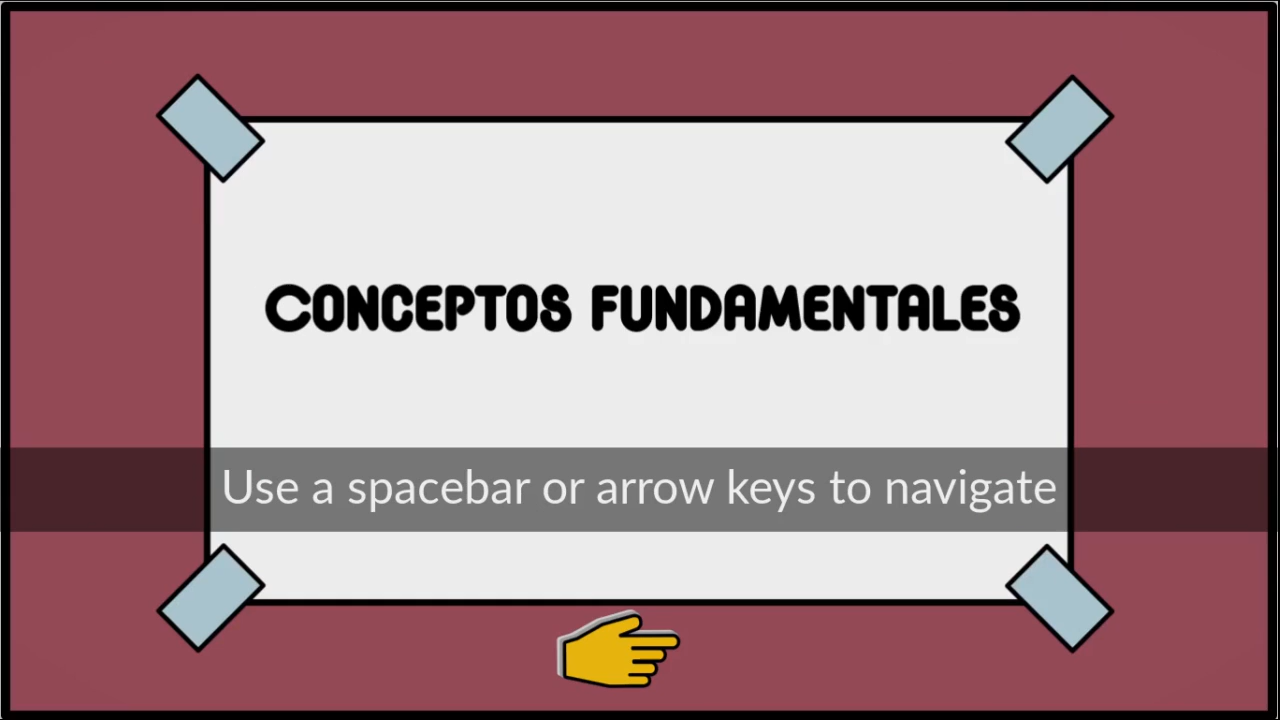 CONCEPTOS FUNDAMENTALES
Use a spacebar or arrow keys to navigate